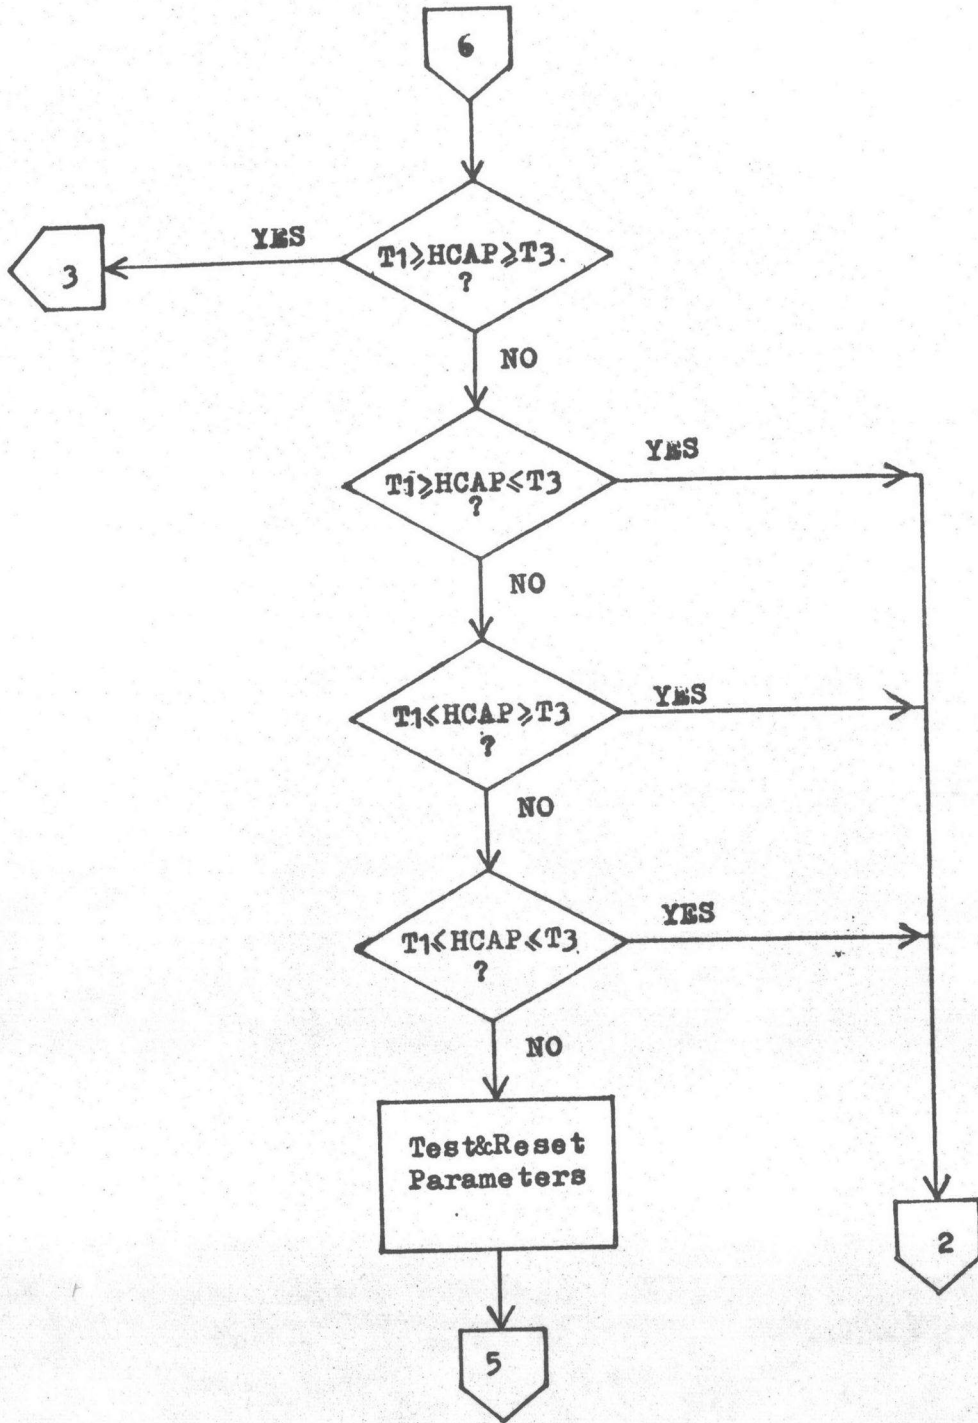 6
YES
T1⩾HCAP⩾T3.
?
3
NO
YES
T1⩾HCAP⩽T3
?
NO
YES
T1⩽HCAP⩾T3
?
NO
YES
T1⩽HCAP⩽T3
?
NO
Test&Reset
Parameters
2
5